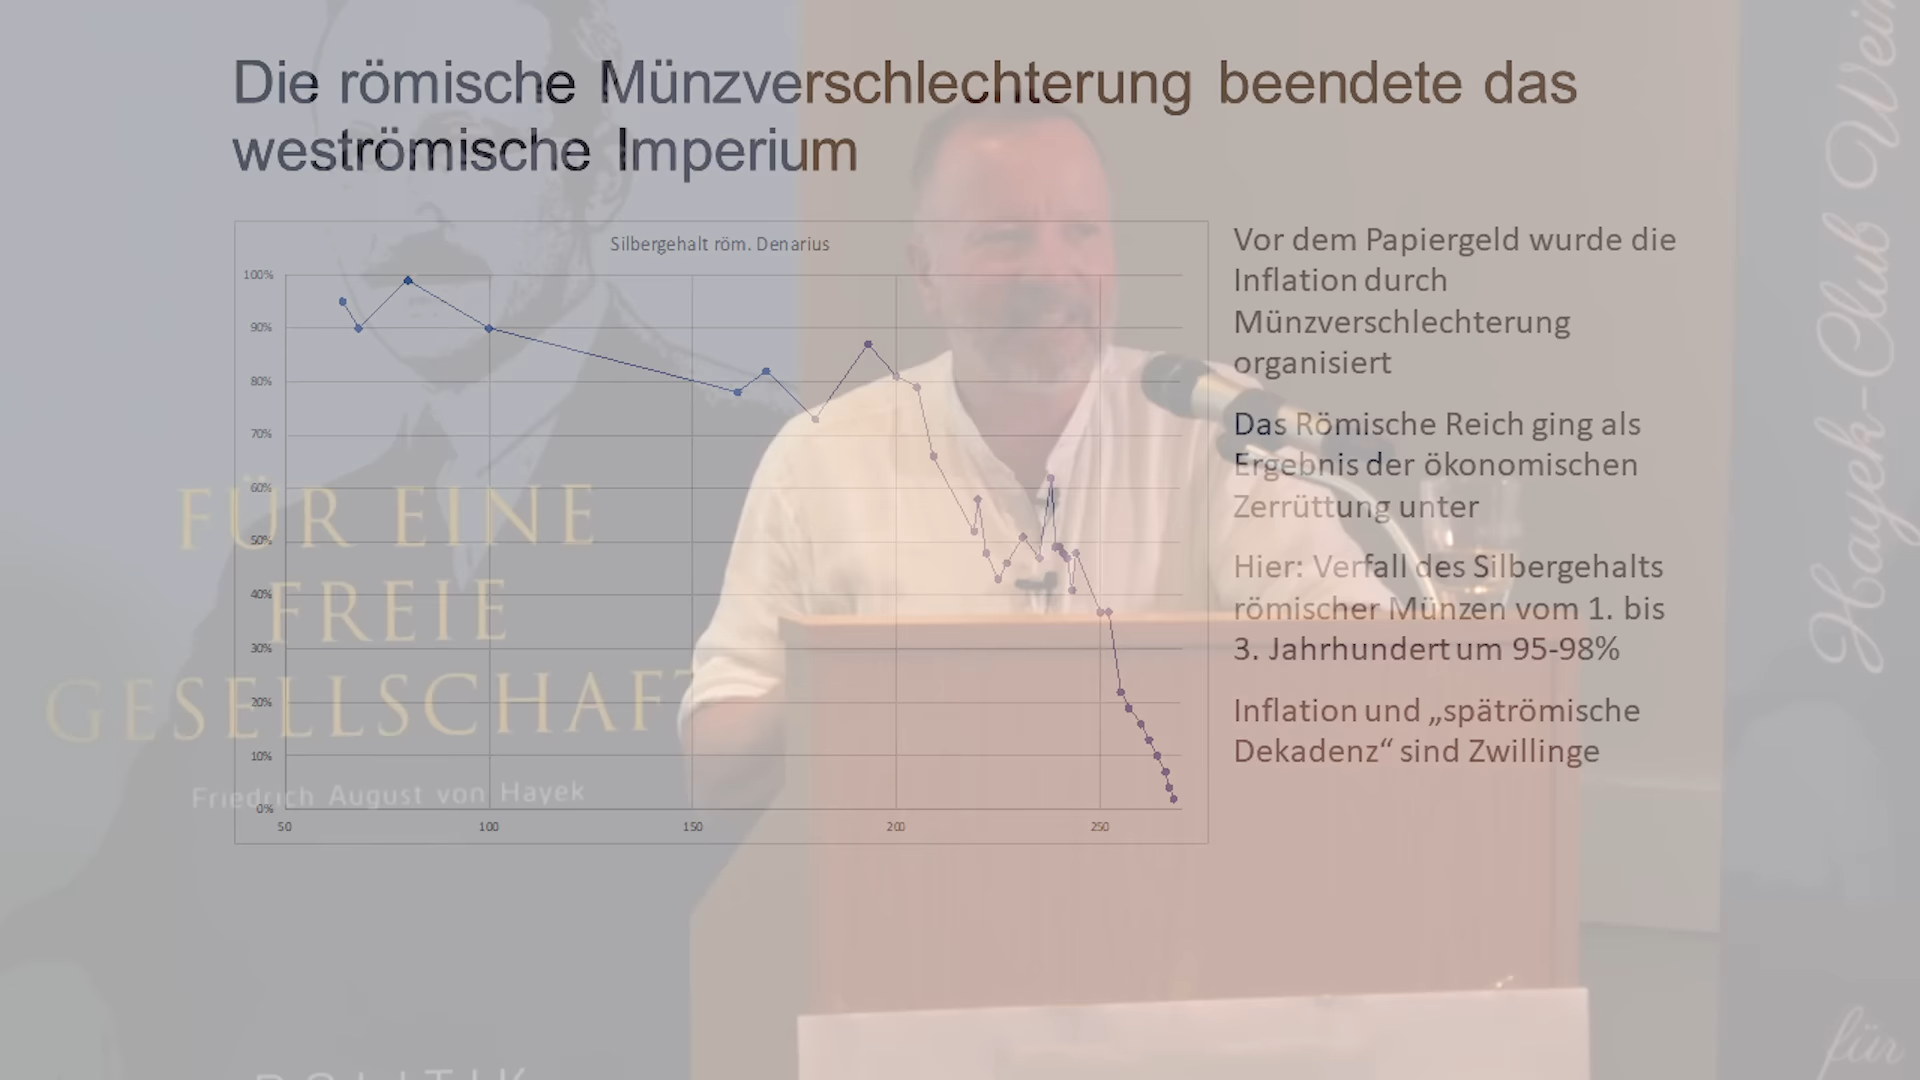 Die römische Münzverschlechterung beendete das
weströmische Imperium
Silbergehalt röm. Denarius
100%
90%
80%
70%
60%
50%
40%
30%
20%
10%
0%
50 100 150 200 250
Vor dem Papiergeld wurde die
Inflation durch
Münzverschlechterung
organisiert
Das Römische Reich ging als
Ergebnis der ökonomischen
Zerrüttung unter
Hier: Verfall des Silbergehalts
römischer Münzen vom 1. bis
3. Jahrhundert um 95-98%
Inflation und „spätrömische
Dekadenz“ sind Zwillinge
FÜR EINE
FREIE
GESELLSCHAFT
Friedrich August von Hayek
POLITIK
Hayek-Club Wei
für